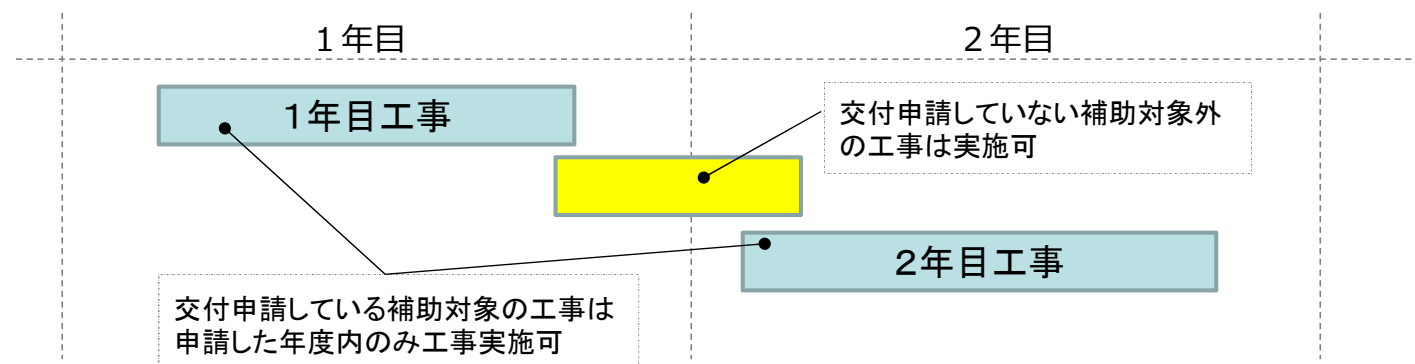 1年目
2年目
1年目工事
交付申請していない補助対象外
の工事は実施可
2年目工事
交付申請している補助対象の工事は
申請した年度内のみ工事実施可